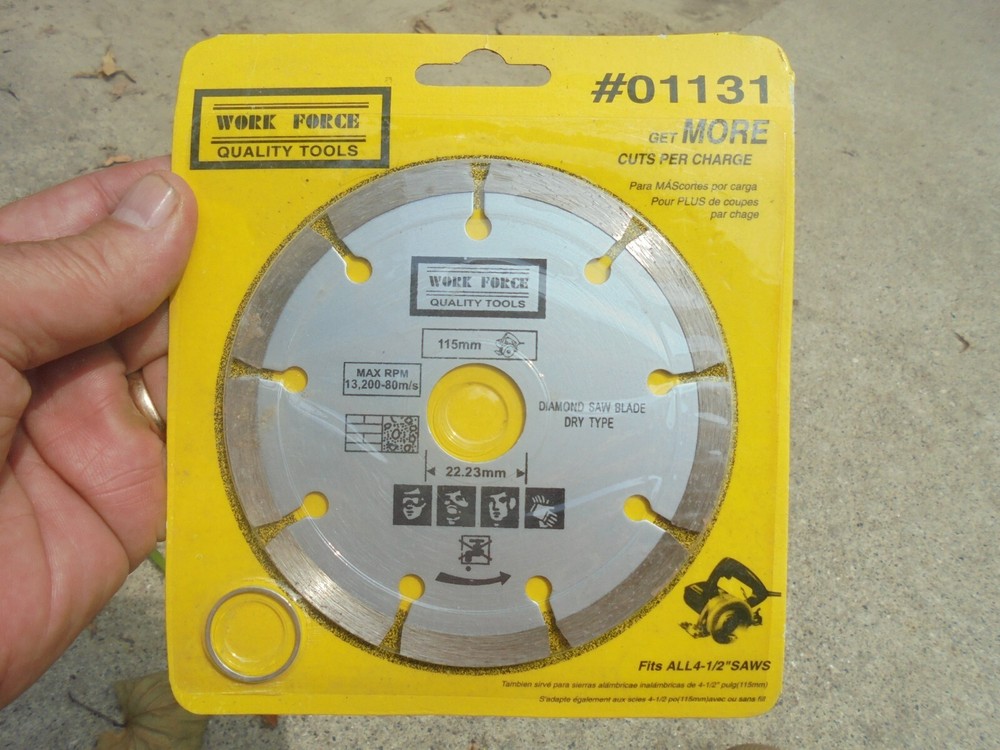 #01131
WORK FORCE
QUALITY TOOLS
GET MORE
CUTS PER CHARGE
Para MÁScortes por carga
Pour PLUS de coupes
par chage
WORK FORCE
QUALITY TOOLS
115mm
MAX RPM
13,200-80m/s
DIAMOND SAW BLADE
DRY TYPE
22.23mm
Fits ALL4-1/2"SAWS
Tambien sirvé para sierras alámbricae inalámbricas de 4-1/2" pulg(115mm)
S'adapte également aux scies 4-1/2 po(115mm)avec ou sans fil